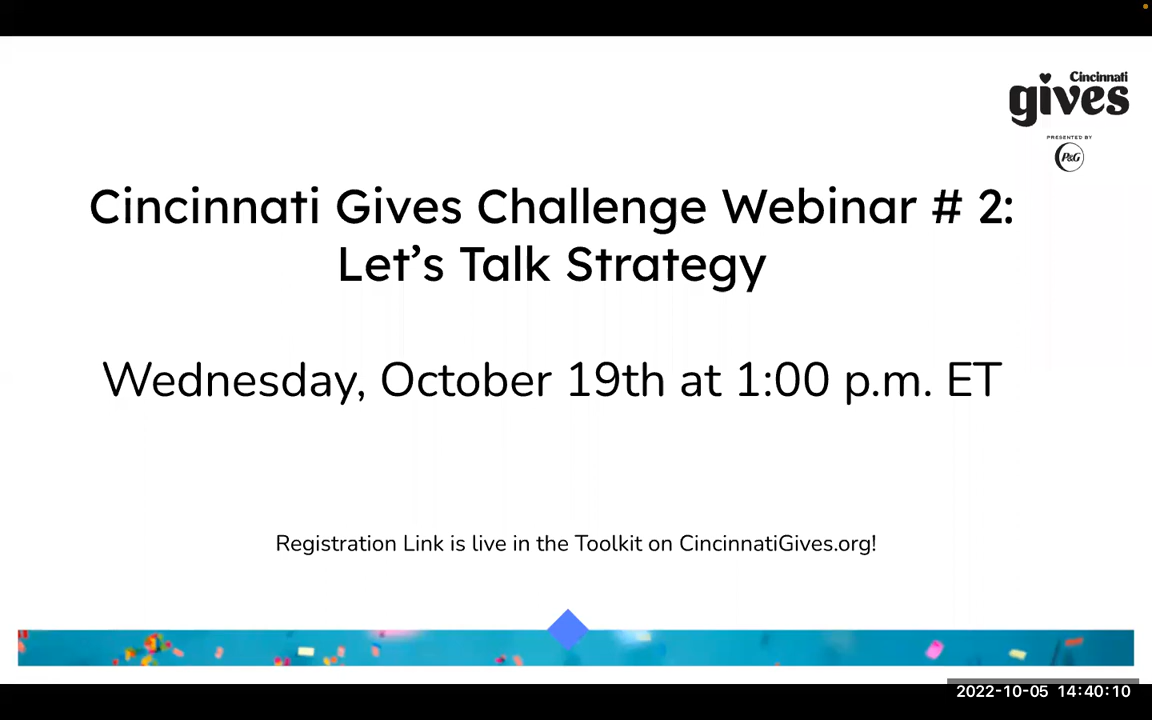 Cincinnati
gives
PRESENTED BY
P&G
Cincinnati Gives Challenge Webinar # 2:
Let’s Talk Strategy
Wednesday, October 19th at 1:00 p.m. ET
Registration Link is live in the Toolkit on CincinnatiGives.org!
2022-10-05 14:40:10